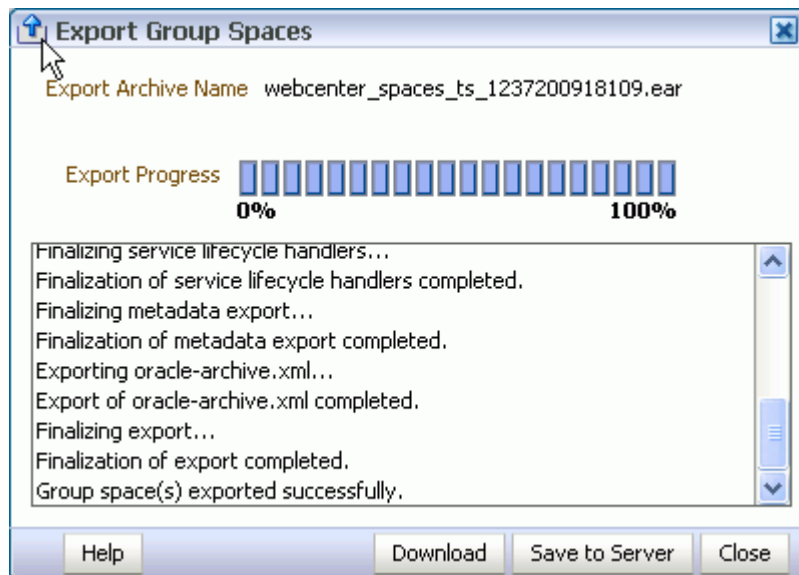 Export Group Spaces
Export Archive Name webcenter_spaces_ts_1237200918109.ear
Export Progress
0% 100%
Finalizing service lifecycle handlers...
Finalization of service lifecycle handlers completed.
Finalizing metadata export...
Finalization of metadata export completed.
Exporting oracle-archive.xml...
Export of oracle-archive.xml completed.
Finalizing export...
Finalization of export completed.
Group space(s) exported successfully.
Help Download Save to Server Close